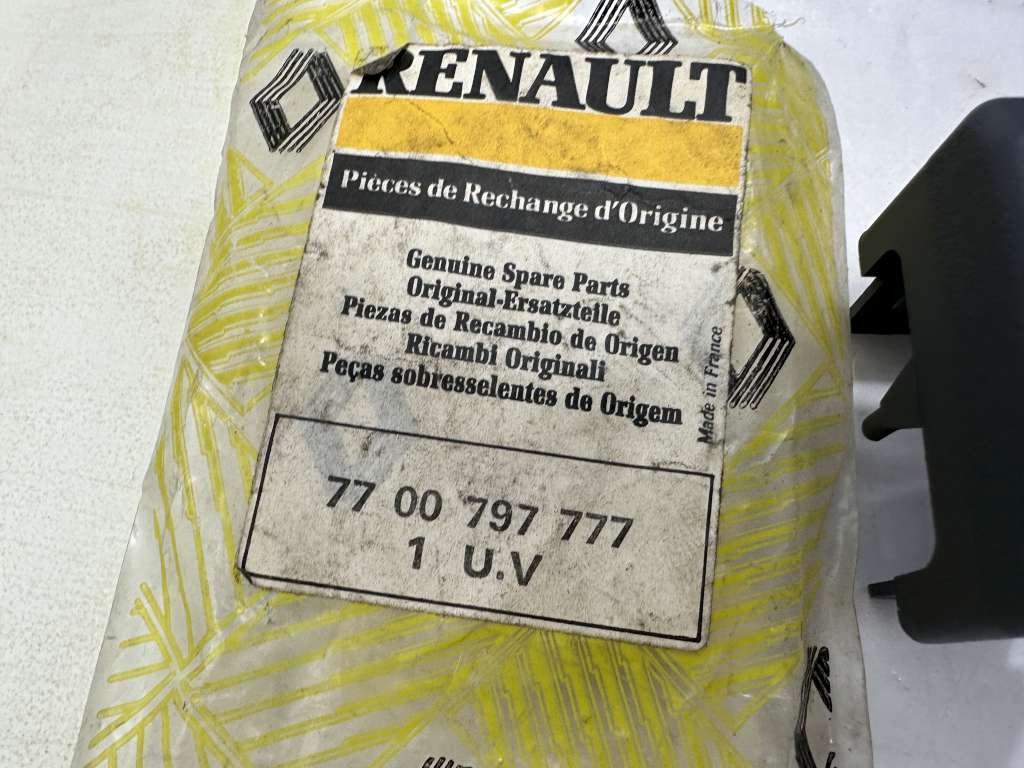 RENAULT
Pièces de Rechange d'Origine
Genuine Spare Parts
Original-Ersatzteile
Piezas de Recambio de Origen
Ricambi Originali
Peças sobresselentes de Origem
Made in France
77 00 797 777
1 U.V